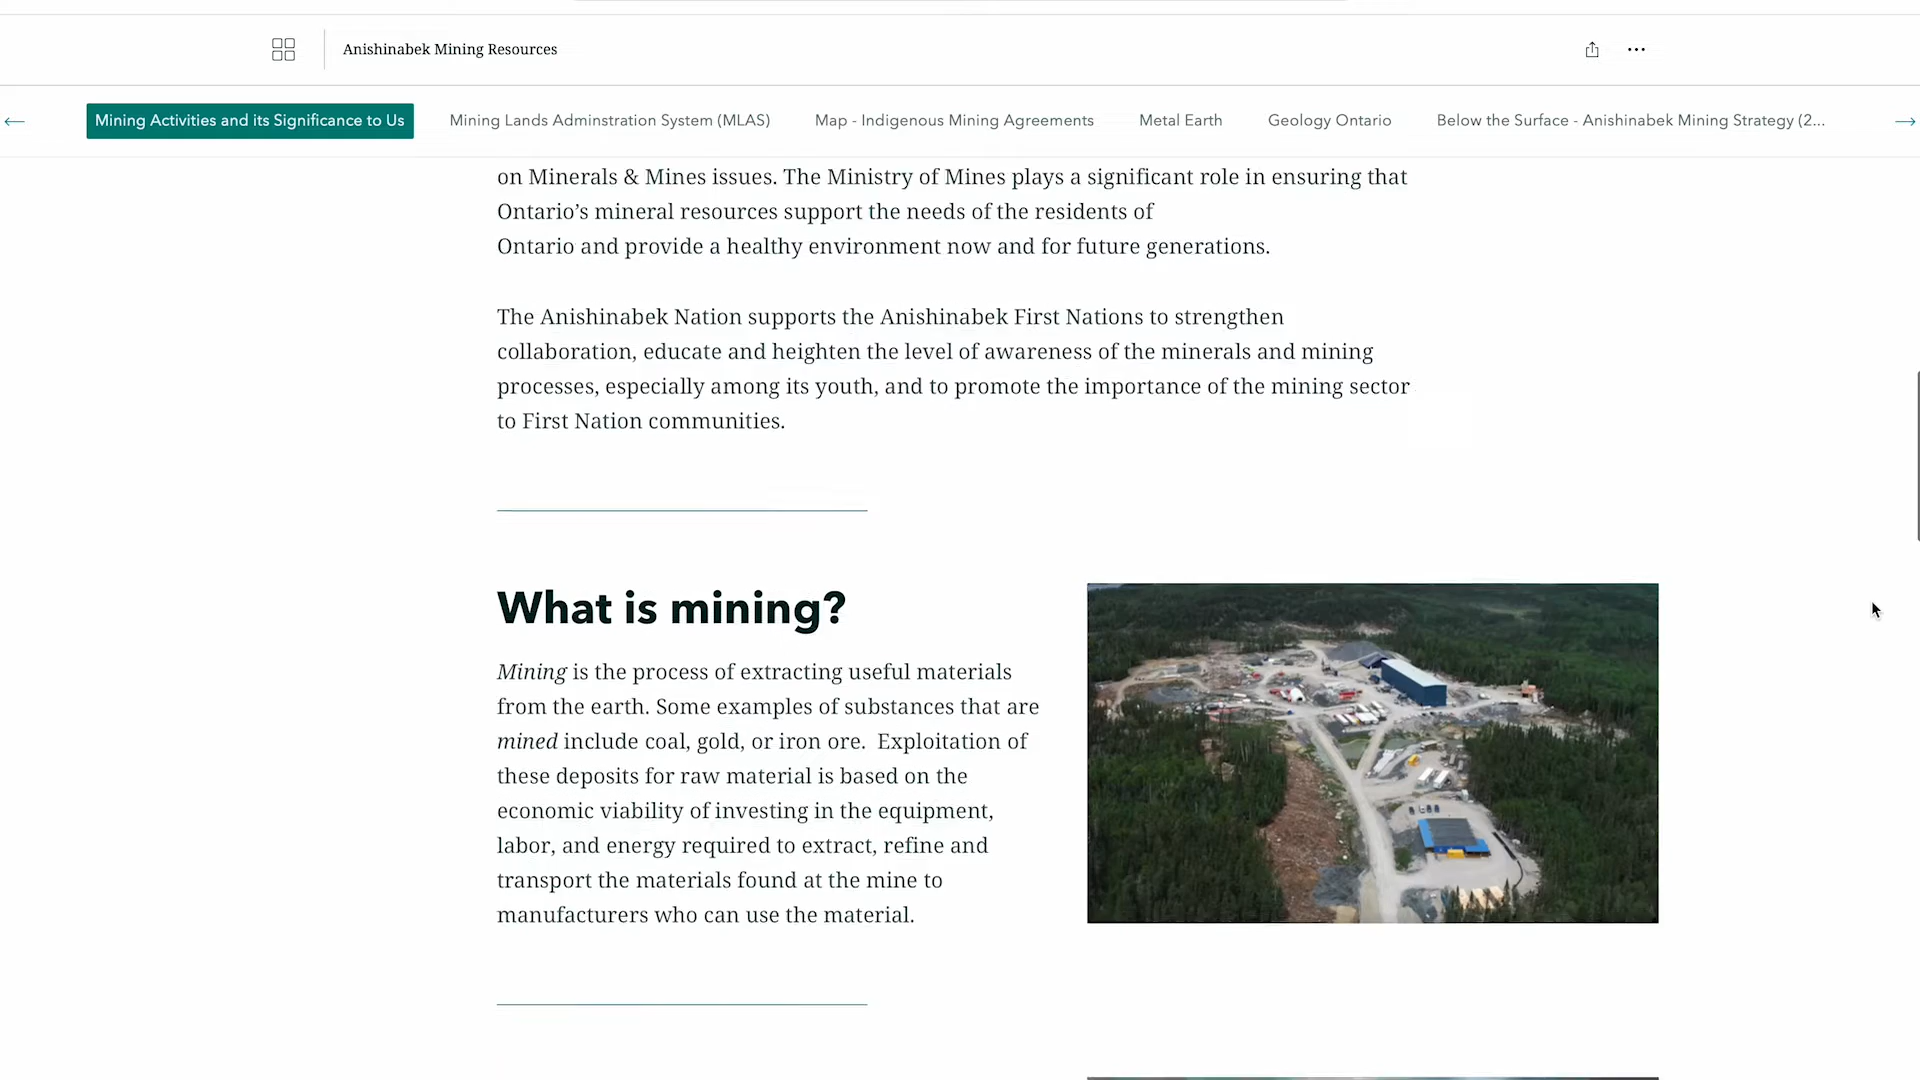 Anishinabek Mining Resources
Mining Activities and its Significance to Us
Mining Lands Adminstration System (MLAS)
Map - Indigenous Mining Agreements
Metal Earth
Geology Ontario
Below the Surface - Anishinabek Mining Strategy (2...
on Minerals & Mines issues. The Ministry of Mines plays a significant role in ensuring that
Ontario’s mineral resources support the needs of the residents of
Ontario and provide a healthy environment now and for future generations.
The Anishinabek Nation supports the Anishinabek First Nations to strengthen
collaboration, educate and heighten the level of awareness of the minerals and mining
processes, especially among its youth, and to promote the importance of the mining sector
to First Nation communities.
What is mining?
Mining is the process of extracting useful materials
from the earth. Some examples of substances that are
mined include coal, gold, or iron ore.  Exploitation of
these deposits for raw material is based on the
economic viability of investing in the equipment,
labor, and energy required to extract, refine and
transport the materials found at the mine to
manufacturers who can use the material.